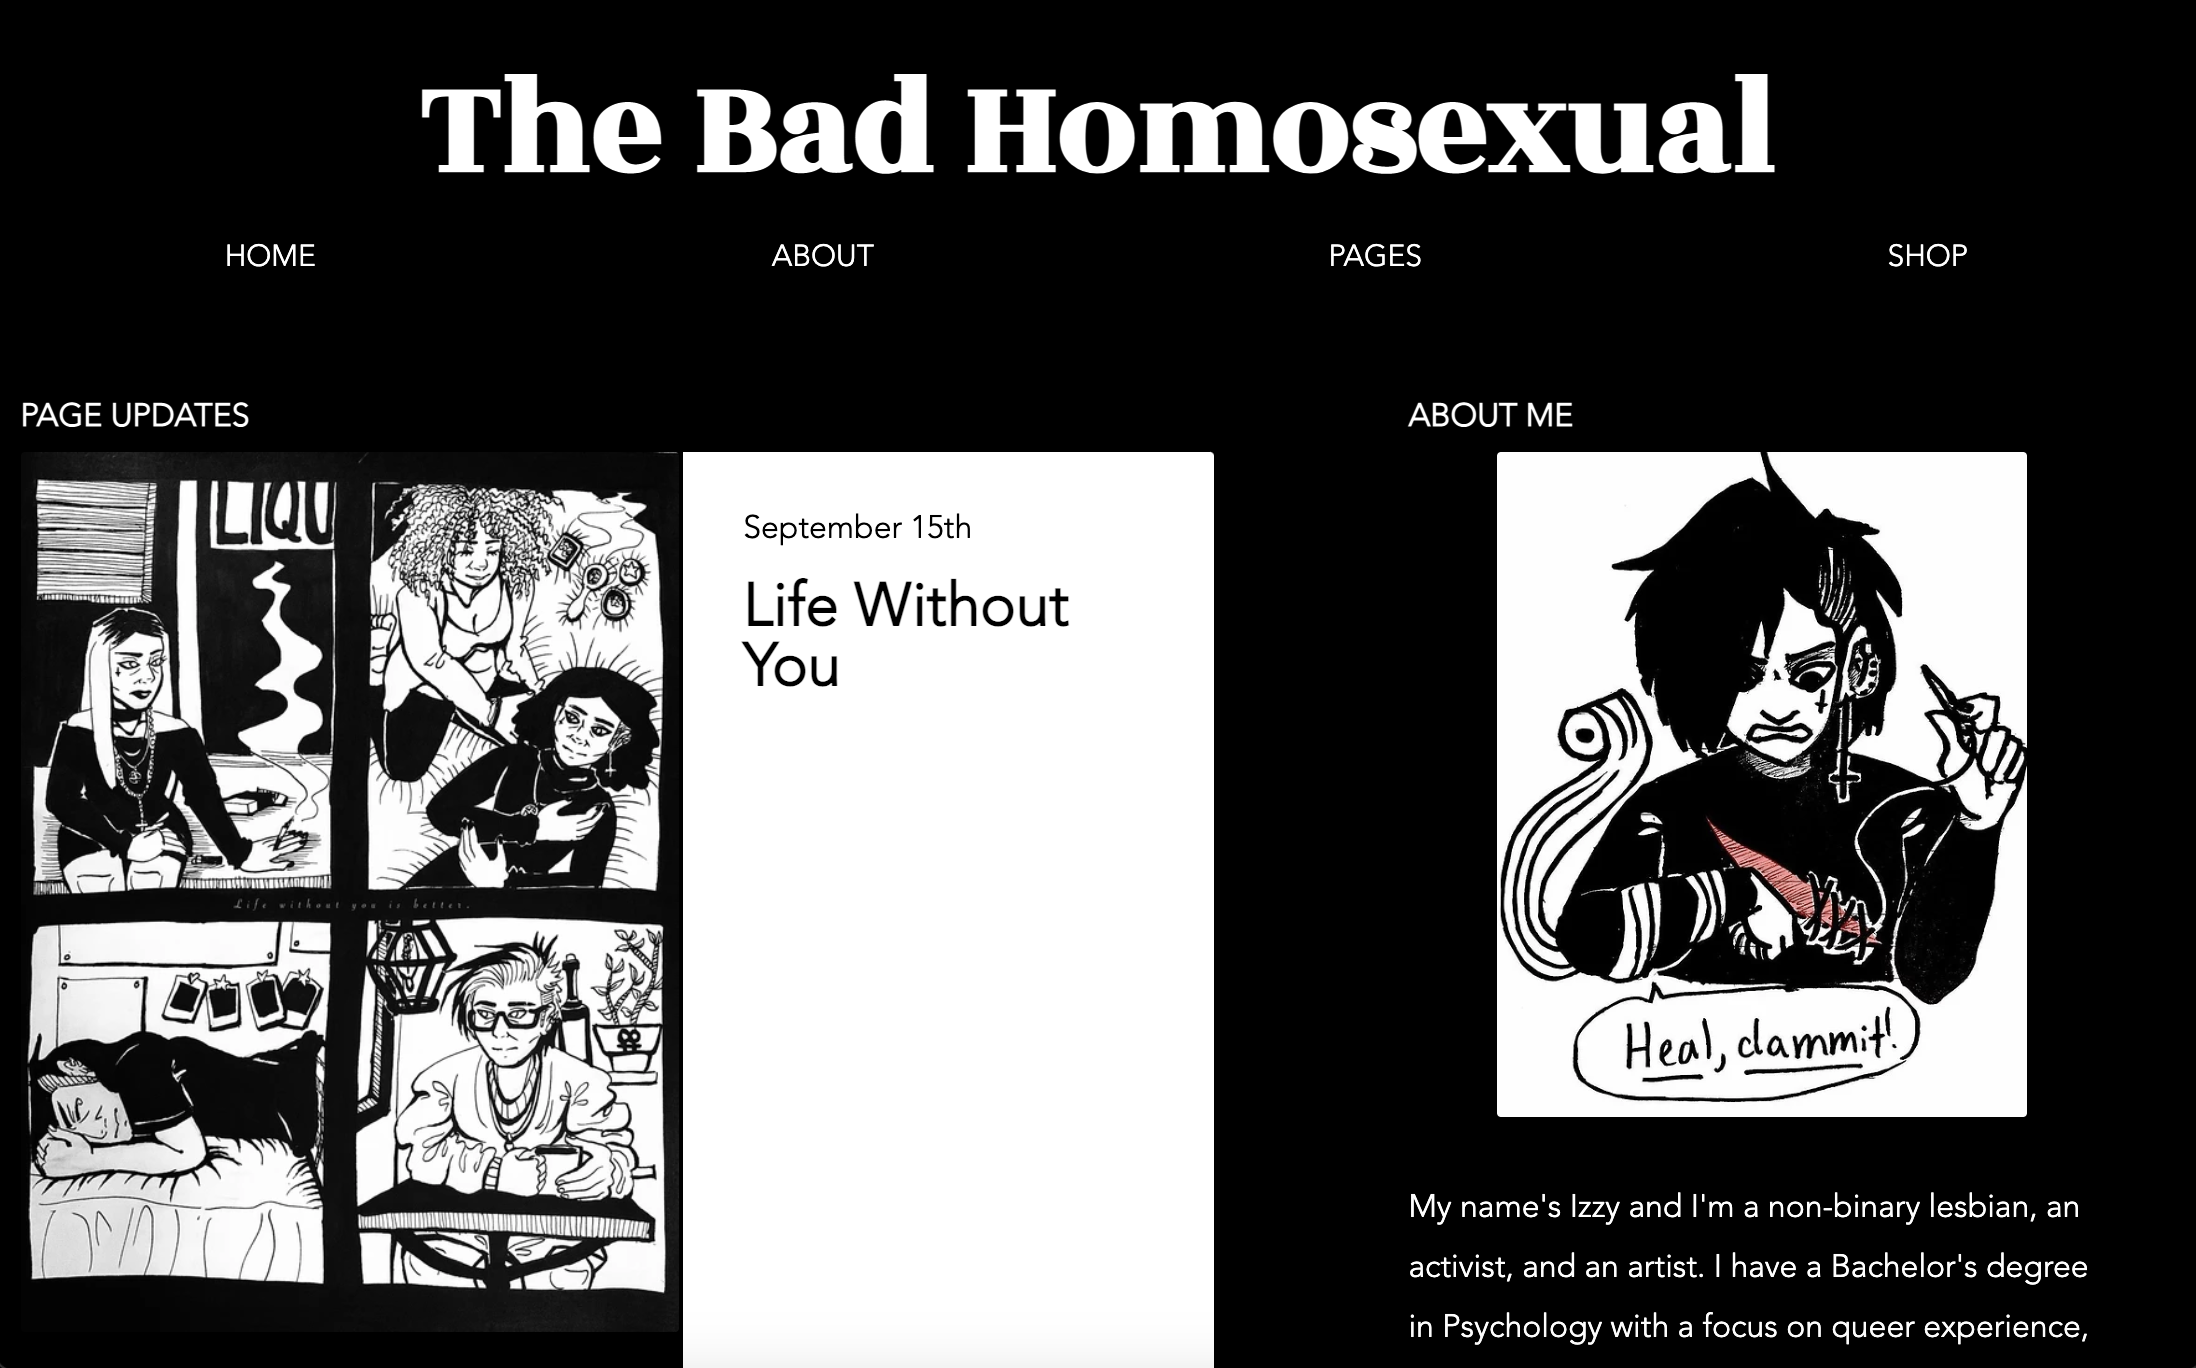 The Bad Homosexual
HOME
ABOUT
PAGES
SHOP
PAGE UPDATES
LIQU
Life without you is better.
September 15th
Life Without
You
ABOUT ME
Heal, dammit!
My name's Izzy and I'm a non-binary lesbian, an
activist, and an artist. I have a Bachelor's degree
in Psychology with a focus on queer experience,